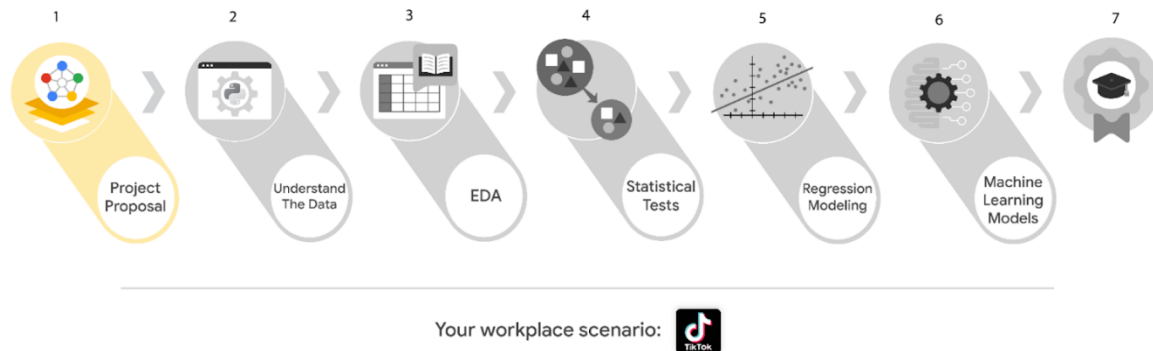 1
2
3
4
5
6
7
Project
Proposal
Understand
The Data
EDA
Statistical
Tests
Regression
Modeling
Machine
Learning
Models
Your workplace scenario:
TikTok